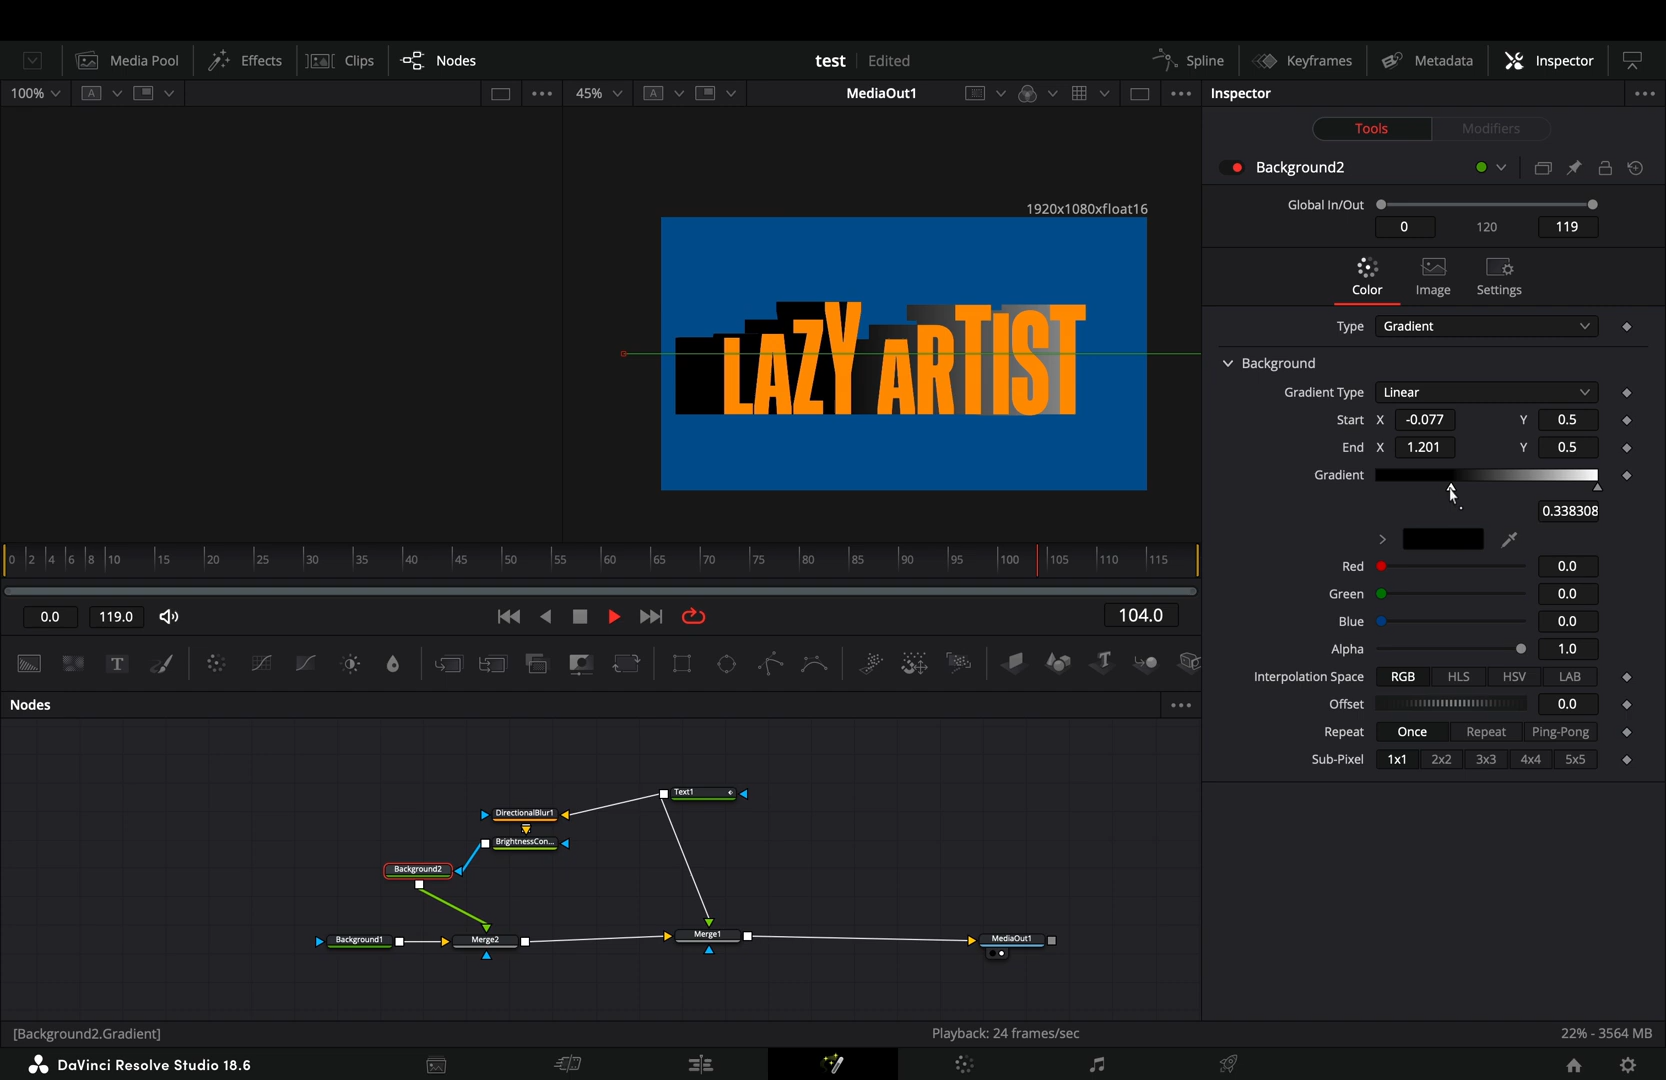 Media Pool Effects Clips Nodes test Edited Spline Keyframes Metadata Inspector
100% A 45% A MediaOut1 Inspector
Tools Modifiers
Background2
1920x1080xfloat16
Global In/Out
0 120 119
Color Image Settings
LAZY ARTIST
Type Gradient
Background
Gradient Type Linear
Start X -0.077 Y 0.5
End X 1.201 Y 0.5
Gradient
0.338308
0 2 4 6 8 10 15 20 25 30 35 40 45 50 55 60 65 70 75 80 85 90 95 100 105 110 115
Red 0.0
Green 0.0
0.0 119.0 104.0
Blue 0.0
Alpha 1.0
T T
Interpolation Space RGB HLS HSV LAB
Nodes
Offset 0.0
Repeat Once Repeat Ping-Pong
Sub-Pixel 1x1 2x2 3x3 4x4 5x5
Text1
DirectionalBlur1
BrightnessCon...
Background2
Background1 Merge2 Merge1 MediaOut1
[Background2.Gradient] Playback: 24 frames/sec 22% - 3564 MB
DaVinci Resolve Studio 18.6